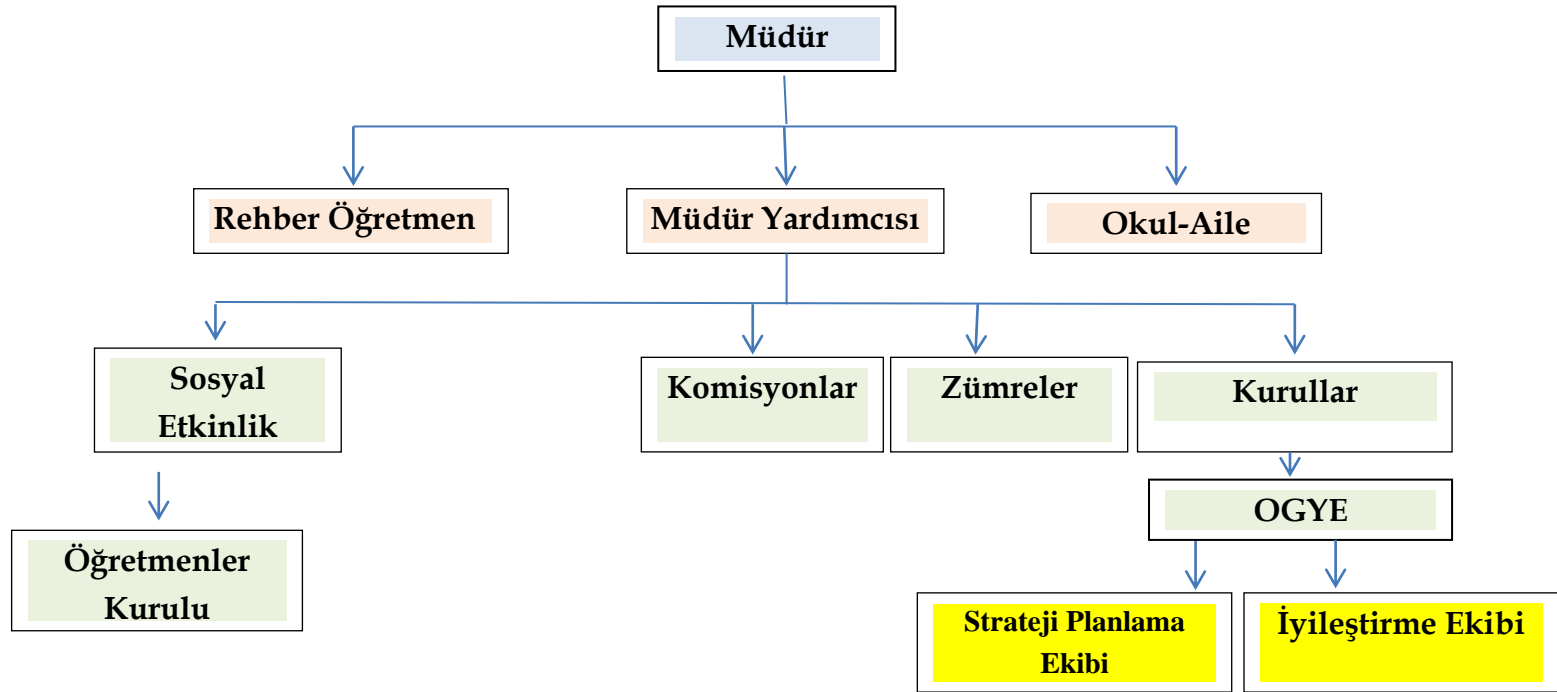 Müdür
Rehber Öğretmen
Müdür Yardımcısı
Okul-Aile
Sosyal
Etkinlik
Komisyonlar
Zümreler
Kurullar
OGYE
Öğretmenler
Kurulu
Strateji Planlama
Ekibi
İyileştirme Ekibi